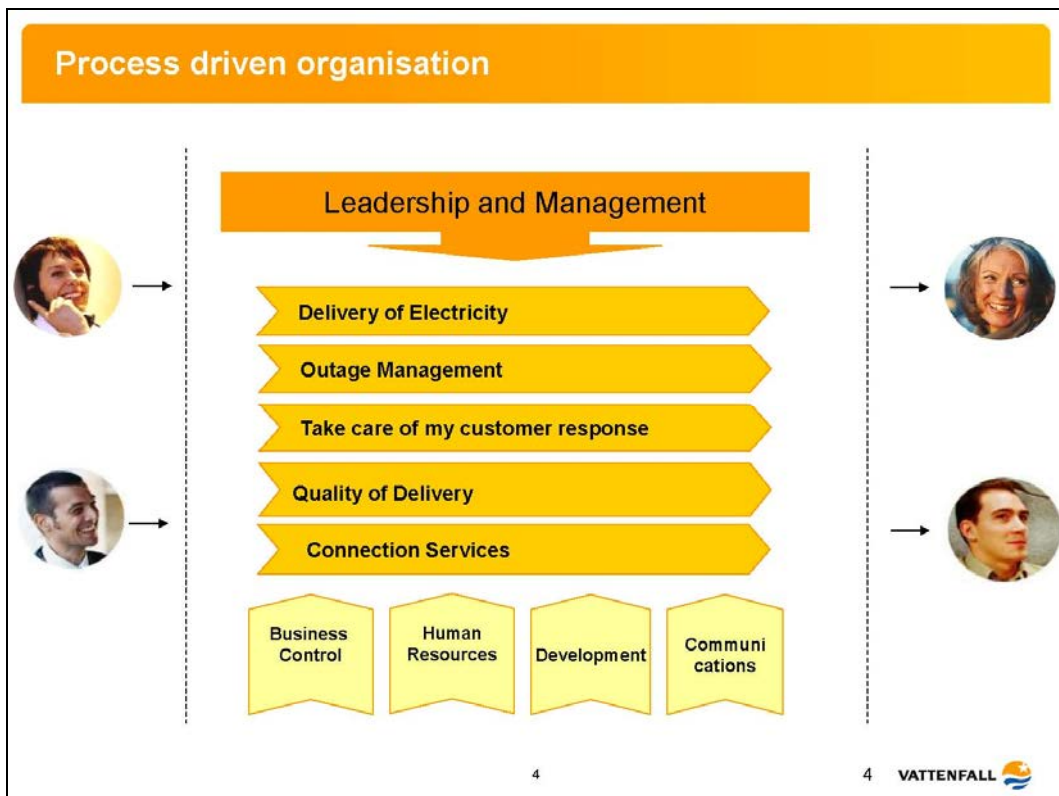 Process driven organisation
Leadership and Management
Delivery of Electricity
Outage Management
Take care of my customer response
Quality of Delivery
Connection Services
Business
Control
Human
Resources
Development
Communi
cations
4
4
VATTENFALL